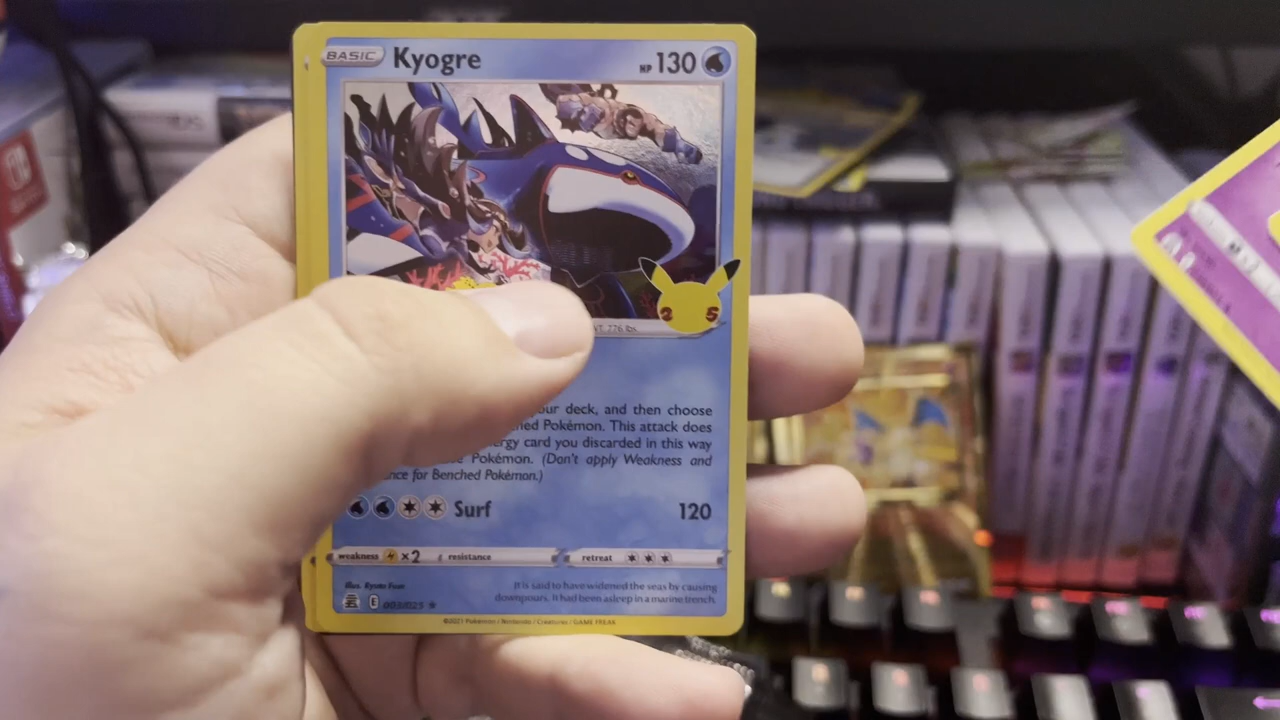 BASIC Kyogre HP 130
25
WT. 776 lbs.
our deck, and then choose
ned Pokémon. This attack does
ergy card you discarded in this way
Pokémon. (Don't apply Weakness and
nce for Benched Pokémon.)
Surf 120
weakness ×2 resistance retreat
Illus. Ryota
It is said to have widened the seas by causing
downpours. It had been asleep in a marine trench.
E 003/025
©2021 Pokémon / Nintendo / Creatures / GAME FREAK